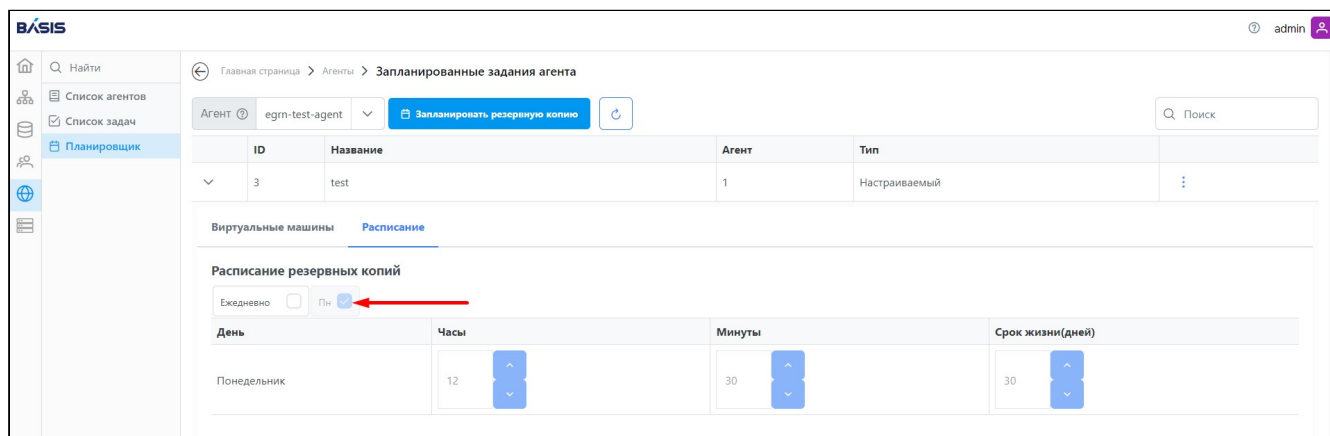 BASIS
admin
Найти
Список агентов
Список задач
Планировщик
Главная страница > Агенты > Запланированные задания агента
Агент egrn-test-agent Запланировать резервную копию Поиск
ID Название Агент Тип
3 test 1 Настраиваемый
Виртуальные машины Расписание
Расписание резервных копий
Ежедневно Пн
День Часы Минуты Срок жизни(дней)
Понедельник 12 30 30